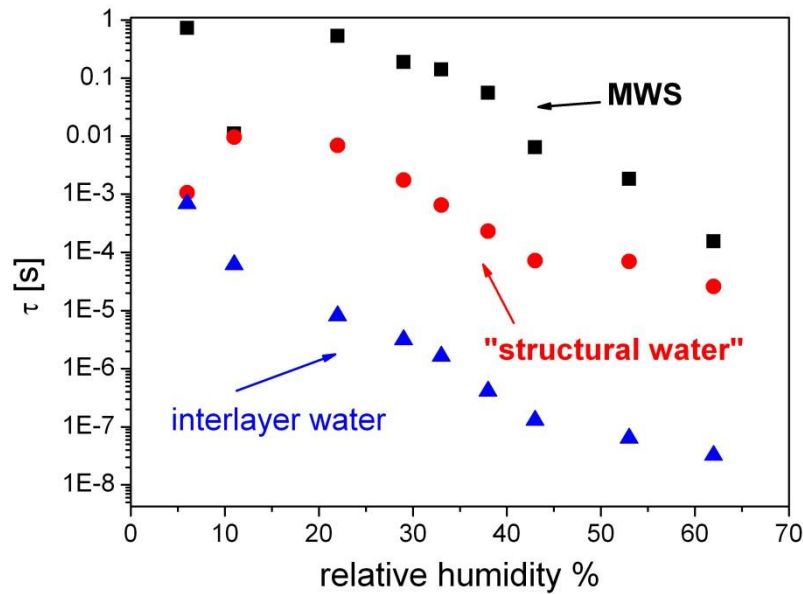 1
0.1
0.01
1E-3
1E-4
1E-5
1E-6
1E-7
1E-8
τ [s]
MWS
"structural water"
interlayer water
0 10 20 30 40 50 60 70
relative humidity %